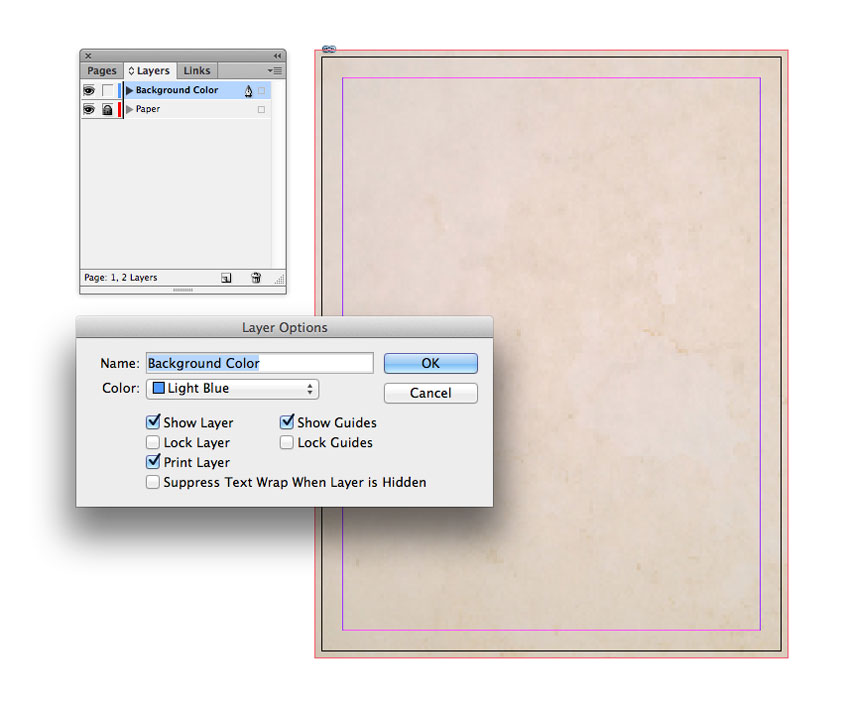 Pages Layers Links
Background Color
Paper
Page: 1, 2 Layers
Layer Options
Name: Background Color OK
Color: Light Blue Cancel
Show Layer Show Guides
Lock Layer Lock Guides
Print Layer
Suppress Text Wrap When Layer is Hidden